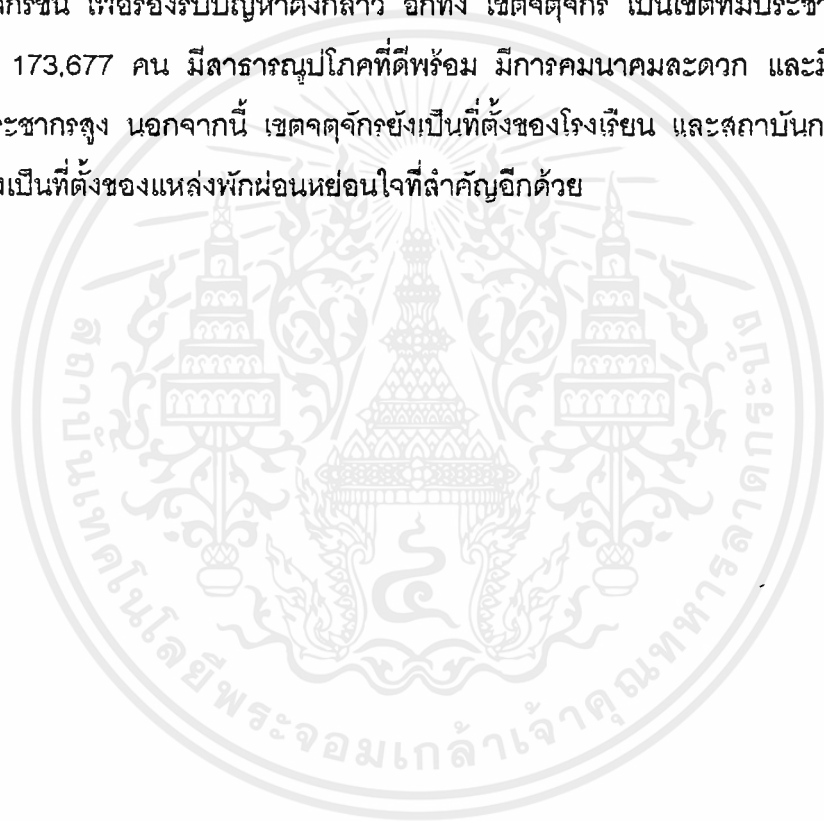 จักรขึ้น เพื่อรองรับปัญหาดังกล่าว อีกทั้ง เขตจตุจักร เป็นเขตที่มีประชา
173,677 คน มีสาธารณูปโภคที่ดีพร้อม มีการคมนาคมสะดวก และมี
ะชากรสูง นอกจากนี้ เขตจตุจักรยังเป็นที่ตั้งของโรงเรียน และสถาบันก
งเป็นที่ตั้งของแหล่งพักผ่อนหย่อนใจที่สำคัญอีกด้วย
สถาบันเทคโนโลยีพระจอมเกล้าเจ้าคุณทหารลาดกระบัง